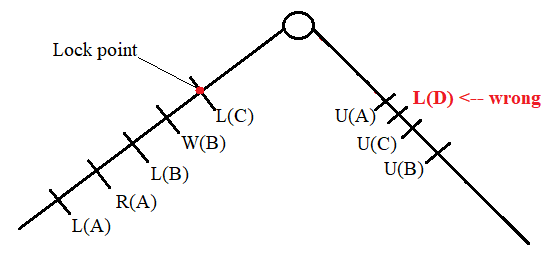 Lock point
L(C)
W(B)
L(B)
R(A)
L(A)
U(A)
L(D) <-- wrong
U(C)
U(B)